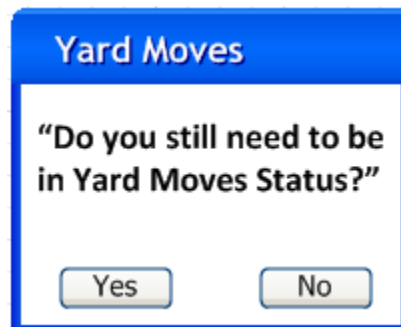 Yard Moves
“Do you still need to be
in Yard Moves Status?”
Yes No